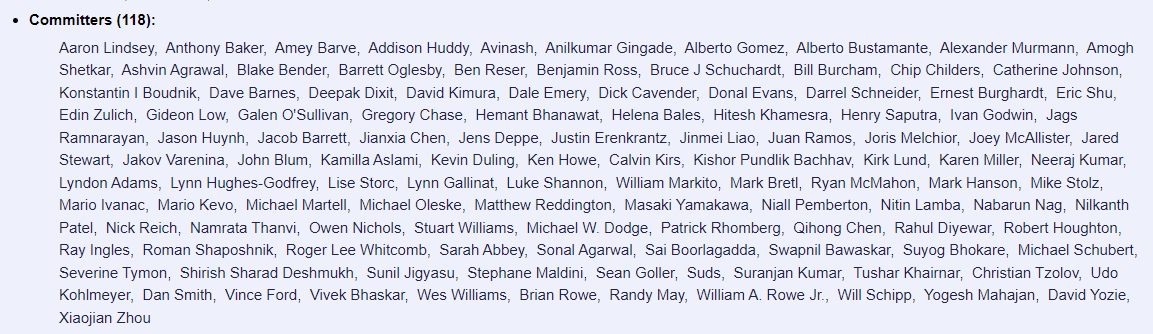 • Committers (118):
Aaron Lindsey, Anthony Baker, Amey Barve, Addison Huddy, Avinash, Anilkumar Gingade, Alberto Gomez, Alberto Bustamante, Alexander Murmann, Amogh
Shetkar, Ashvin Agrawal, Blake Bender, Barrett Oglesby, Ben Reser, Benjamin Ross, Bruce J Schuchardt, Bill Burcham, Chip Childers, Catherine Johnson,
Konstantin I Boudnik, Dave Barnes, Deepak Dixit, David Kimura, Dale Emery, Dick Cavender, Donal Evans, Darrel Schneider, Ernest Burghardt, Eric Shu,
Edin Zulich, Gideon Low, Galen O'Sullivan, Gregory Chase, Hemant Bhanawat, Helena Bales, Hitesh Khamesra, Henry Saputra, Ivan Godwin, Jags
Ramnarayan, Jason Huynh, Jacob Barrett, Jianxia Chen, Jens Deppe, Justin Erenkrantz, Jinmei Liao, Juan Ramos, Joris Melchior, Joey McAllister, Jared
Stewart, Jakov Varenina, John Blum, Kamilla Aslami, Kevin Duling, Ken Howe, Calvin Kirs, Kishor Pundlik Bachhav, Kirk Lund, Karen Miller, Neeraj Kumar,
Lyndon Adams, Lynn Hughes-Godfrey, Lise Storc, Lynn Gallinat, Luke Shannon, William Markito, Mark Bretl, Ryan McMahon, Mark Hanson, Mike Stolz,
Mario Ivanac, Mario Kevo, Michael Martell, Michael Oleske, Matthew Reddington, Masaki Yamakawa, Niall Pemberton, Nitin Lamba, Nabarun Nag, Nilkanth
Patel, Nick Reich, Namrata Thanvi, Owen Nichols, Stuart Williams, Michael W. Dodge, Patrick Rhomberg, Qihong Chen, Rahul Diyewar, Robert Houghton,
Ray Ingles, Roman Shaposhnik, Roger Lee Whitcomb, Sarah Abbey, Sonal Agarwal, Sai Boorlagadda, Swapnil Bawaskar, Suyog Bhokare, Michael Schubert,
Severine Tymon, Shirish Sharad Deshmukh, Sunil Jigyasu, Stephane Maldini, Sean Goller, Suds, Suranjan Kumar, Tushar Khairnar, Christian Tzolov, Udo
Kohlmeyer, Dan Smith, Vince Ford, Vivek Bhaskar, Wes Williams, Brian Rowe, Randy May, William A. Rowe Jr., Will Schipp, Yogesh Mahajan, David Yozie,
Xiaojian Zhou